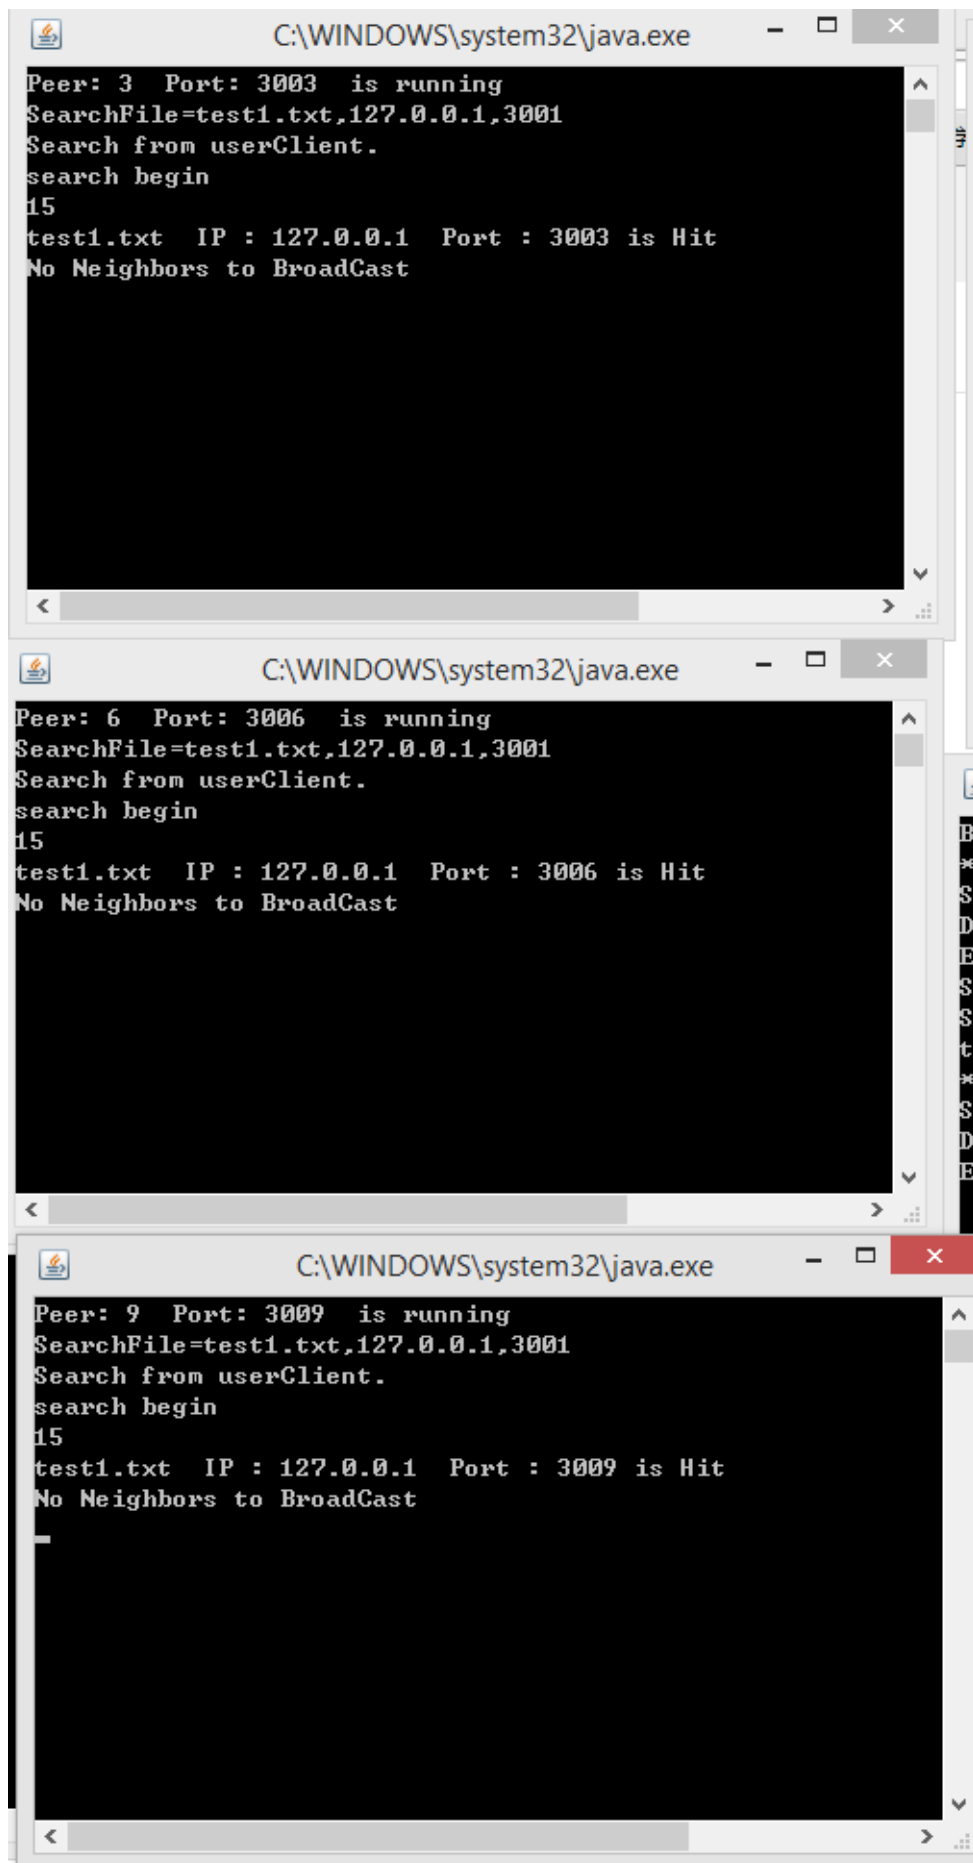 C:\WINDOWS\system32\java.exe
Peer: 3  Port: 3003  is running
SearchFile=test1.txt,127.0.0.1,3001
Search from userClient.
search begin
15
test1.txt  IP : 127.0.0.1  Port : 3003 is Hit
No Neighbors to BroadCast
C:\WINDOWS\system32\java.exe
Peer: 6  Port: 3006  is running
SearchFile=test1.txt,127.0.0.1,3001
Search from userClient.
search begin
15
test1.txt  IP : 127.0.0.1  Port : 3006 is Hit
No Neighbors to BroadCast
B
*
S
D
E
S
S
t
*
S
D
E
C:\WINDOWS\system32\java.exe
Peer: 9  Port: 3009  is running
SearchFile=test1.txt,127.0.0.1,3001
Search from userClient.
search begin
15
test1.txt  IP : 127.0.0.1  Port : 3009 is Hit
No Neighbors to BroadCast